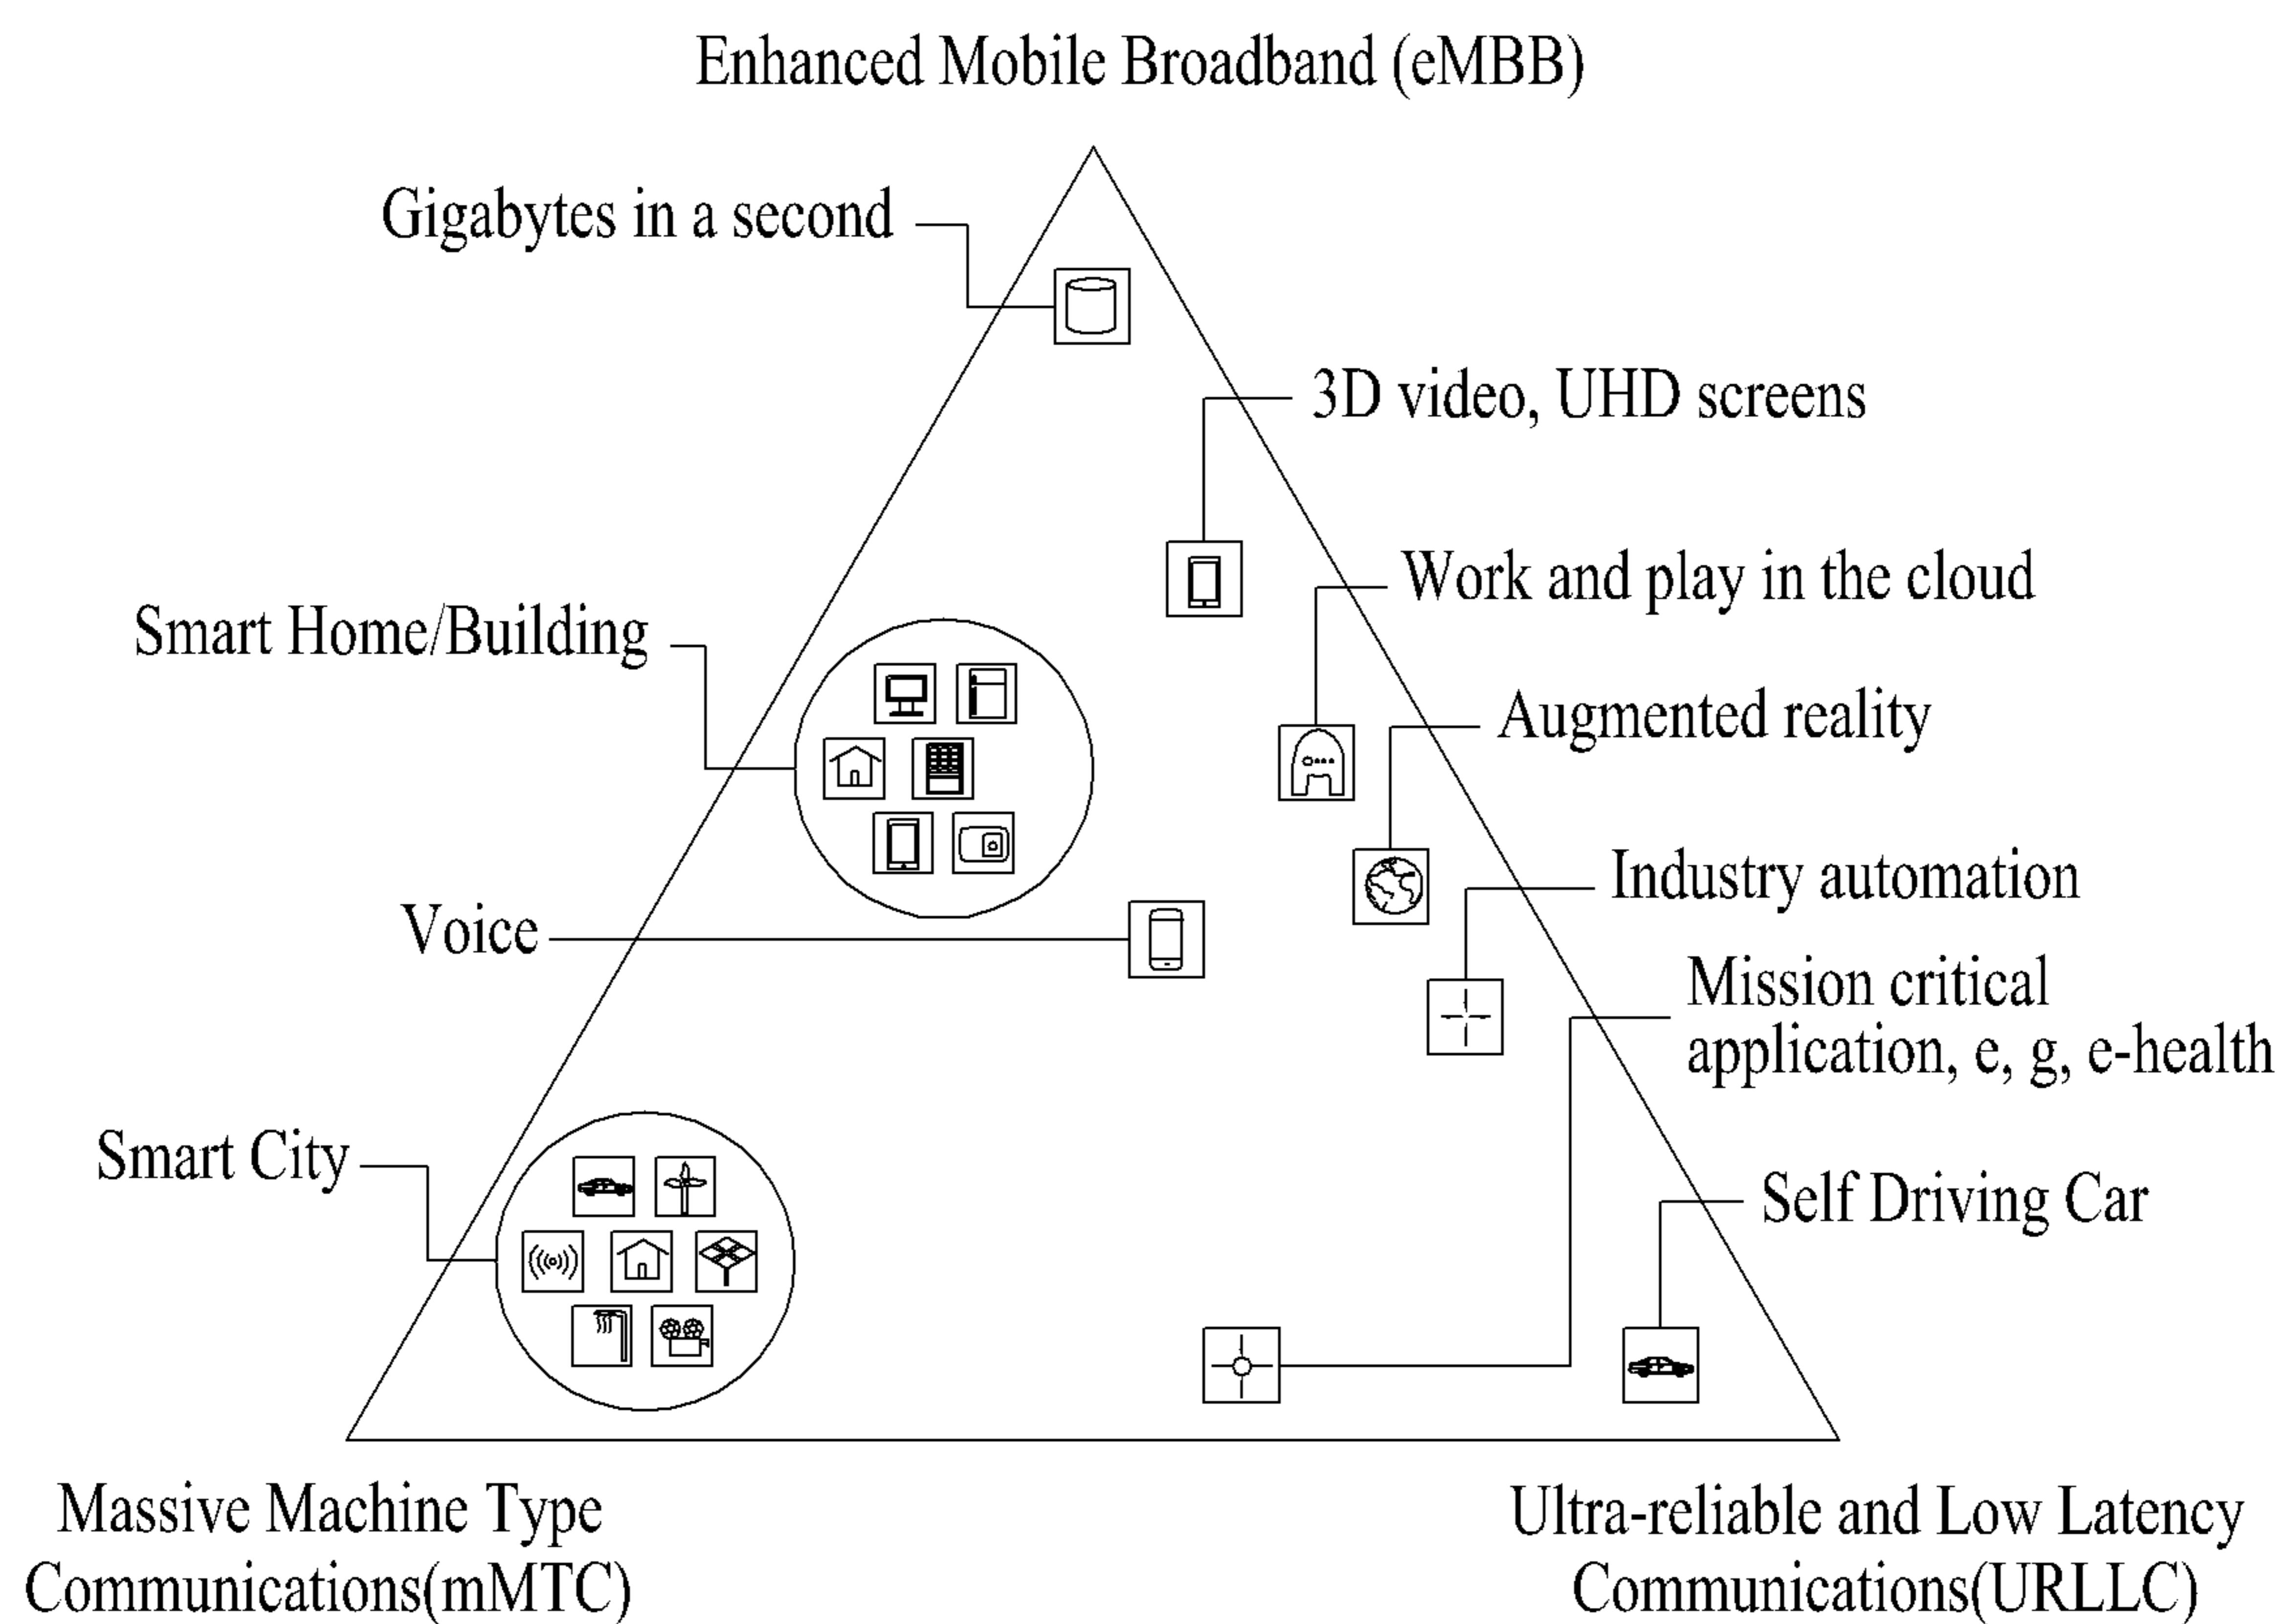 Enhanced Mobile Broadband (eMBB)
Gigabytes in a second
3D video, UHD screens
Work and play in the cloud
Smart Home/Building
Augmented reality
Industry automation
Voice
Mission critical
application, e, g, e-health
Smart City
Self Driving Car
Massive Machine Type
Communications(mMTC)
Ultra-reliable and Low Latency
Communications(URLLC)